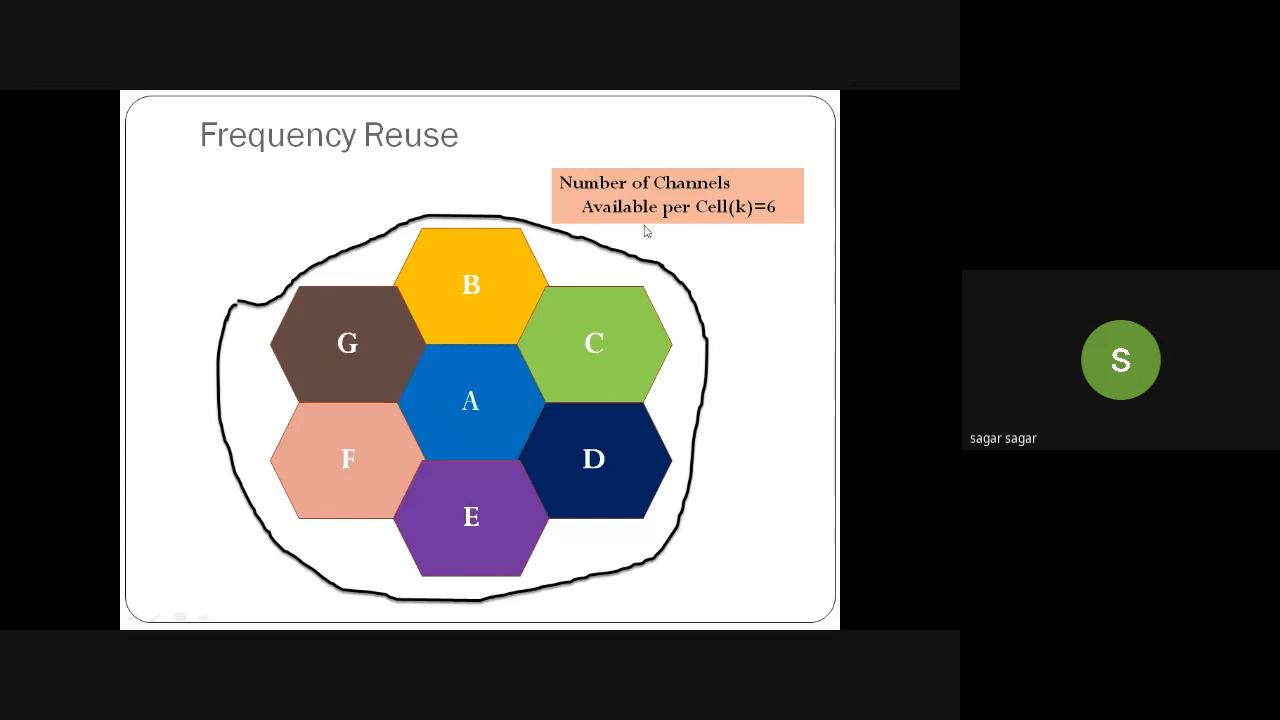 Frequency Reuse
Number of Channels
Available per Cell(k)=6
B
G
C
A
F
D
E
S
sagar sagar